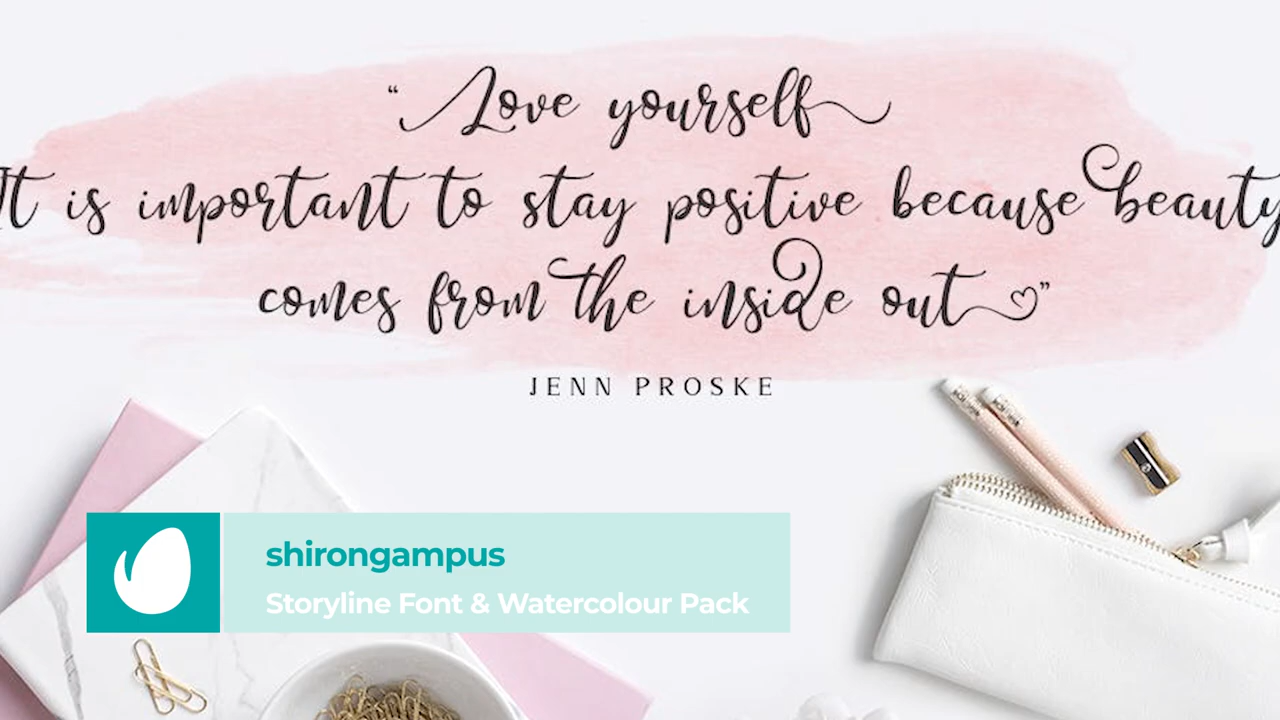 “ Love yourself
It is important to stay positive because beauty
comes from the inside out ”
JENN PROSKE
shirongampus
Storyline Font & Watercolour Pack